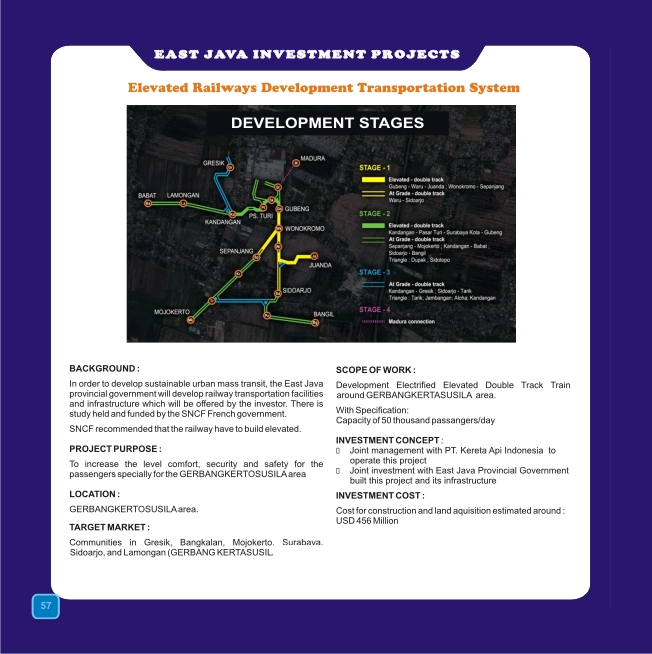 EAST JAVA INVESTMENT PROJECTS
Elevated Railways Development Transportation System
DEVELOPMENT STAGES
MADURA
GRESIK
BABAT
LAMONGAN
KANDANGAN
PS. TURI
GUBENG
WONOKROMO
SEPANJANG
JUANDA
SIDOARJO
MOJOKERTO
BANGIL
STAGE - 1
Elevated - double track
Gubeng - Waru - Juanda ; Wonokromo - Sepanjang
At Grade - double track
Waru - Sidoarjo
STAGE - 2
Elevated - double track
Kandangan - Pasar Turi - Surabaya Kota - Gubeng
At Grade - double track
Sepanjang - Mojokerto ; Kandangan - Babat ;
Sidoarjo - Bangil
Triangle : Dupak ; Sidotopo
STAGE - 3
At Grade - double track
Kandangan - Gresik ; Sidoarjo - Tarik
Triangle : Tarik; Jambangan; Aloha; Kandangan
STAGE - 4
Madura connection
BACKGROUND :
In order to develop sustainable urban mass transit, the East Java
provincial government will develop railway transportation facilities
and infrastructure which will be offered by the investor. There is
study held and funded by the SNCF French government.
SNCF recommended that the railway have to build elevated.
PROJECT PURPOSE :
To increase the level comfort, security and safety for the
passengers specially for the GERBANGKERTOSUSILA area
LOCATION :
GERBANGKERTOSUSILA area.
TARGET MARKET :
Communities in Gresik, Bangkalan, Mojokerto. Surabaya.
Sidoarjo, and Lamongan (GERBANG KERTASUSIL.
SCOPE OF WORK :
Development Electrified Elevated Double Track Train
around GERBANGKERTASUSILA area.
With Specification:
Capacity of 50 thousand passangers/day
INVESTMENT CONCEPT :
Joint management with PT. Kereta Api Indonesia to
operate this project
Joint investment with East Java Provincial Government
built this project and its infrastructure
INVESTMENT COST :
Cost for construction and land aquisition estimated around :
USD 456 Million
57